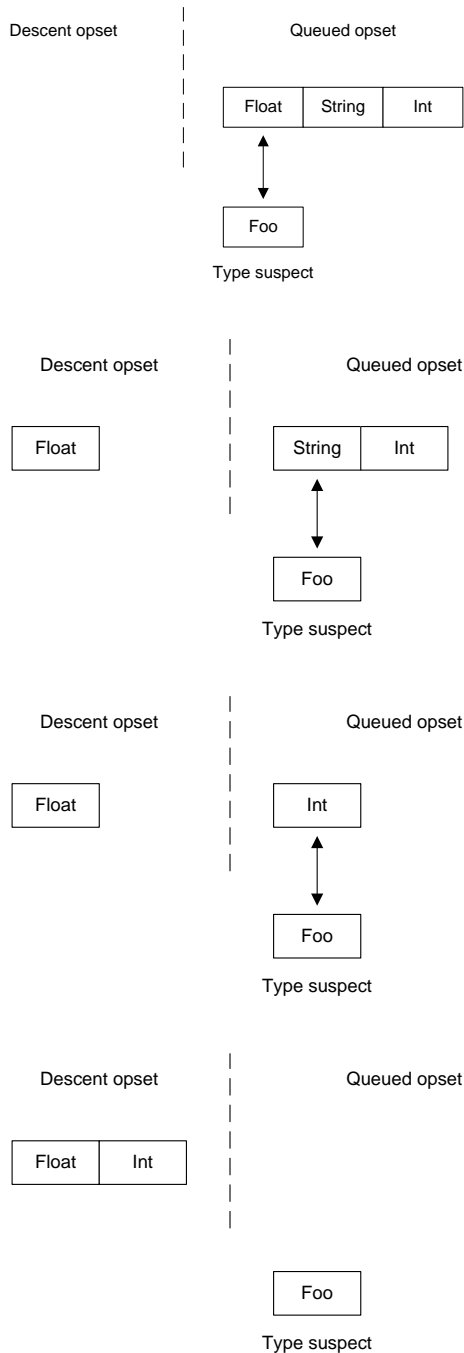 Descent opset Queued opset
Float String Int
Foo
Type suspect
Descent opset Queued opset
Float String Int
Foo
Type suspect
Descent opset Queued opset
Float Int
Foo
Type suspect
Descent opset Queued opset
Float Int
Foo
Type suspect